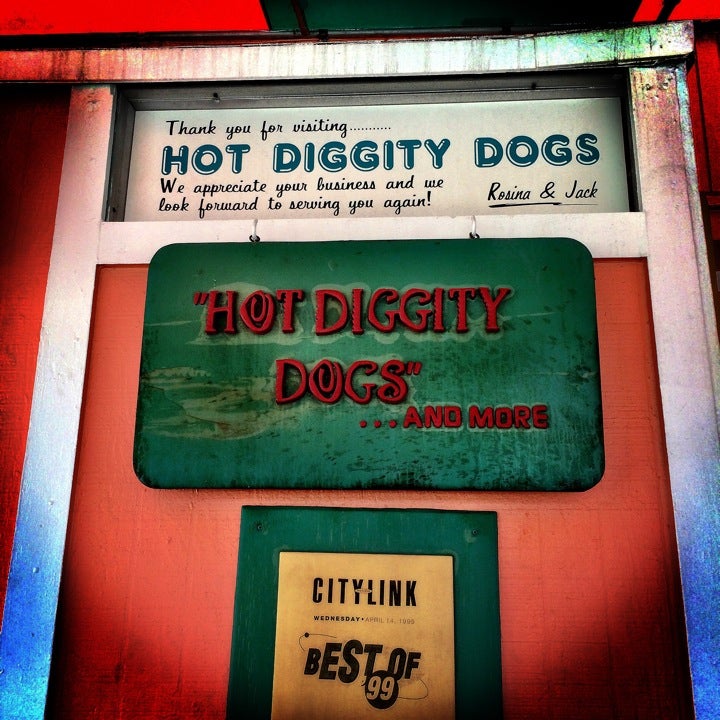 Thank you for visiting...........
HOT DIGGITY DOGS
We appreciate your business and we
look forward to serving you again!
Rosina & Jack
"HOT DIGGITY
DOGS"
...AND MORE
CITYLINK
WEDNESDAY • APRIL 14, 1999
BEST OF
'99